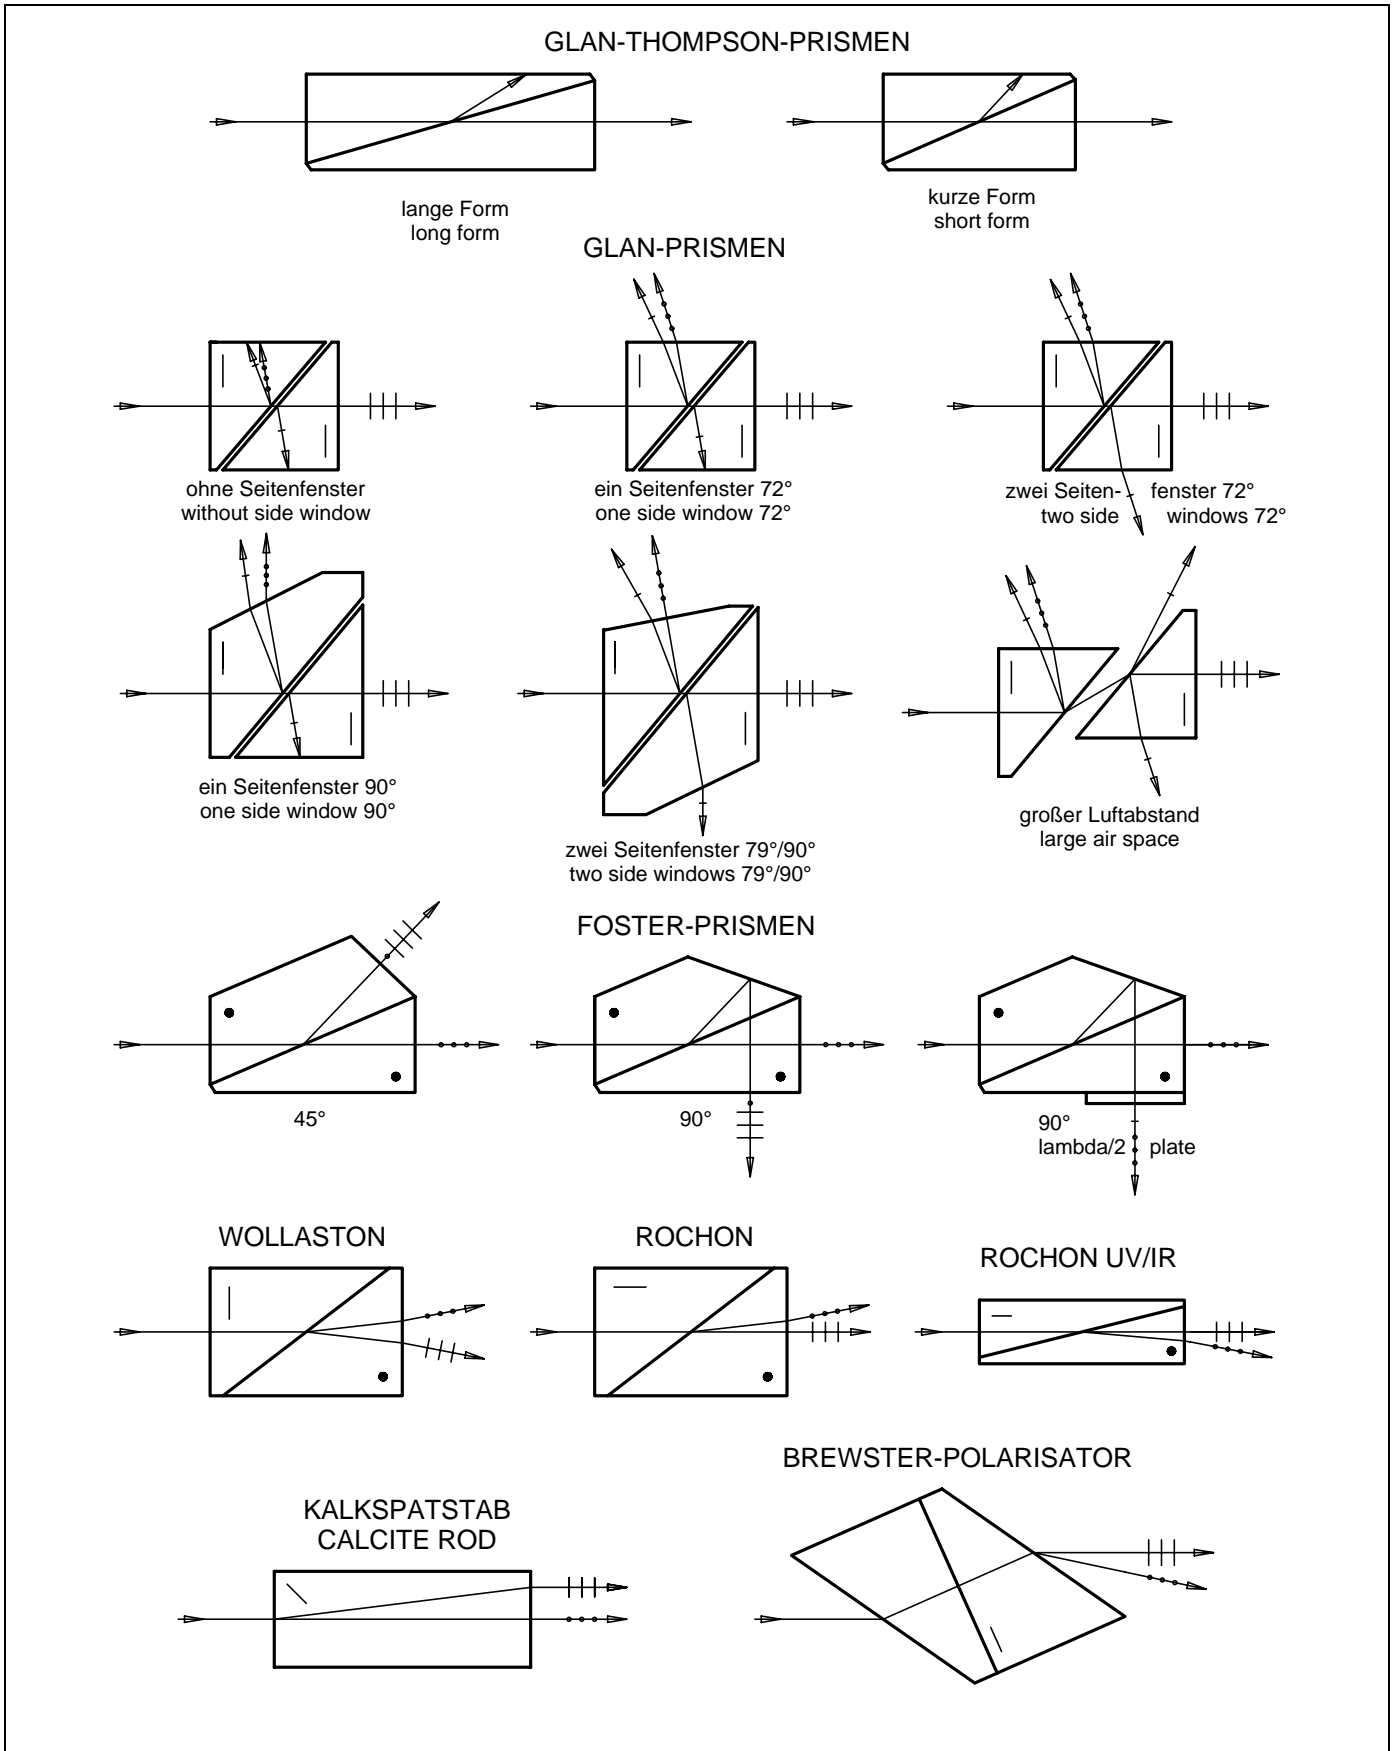 GLAN-THOMPSON-PRISMEN
lange Form
long form
kurze Form
short form
GLAN-PRISMEN
ohne Seitenfenster
without side window
ein Seitenfenster 72°
one side window 72°
zwei Seiten- fenster 72°
two side windows 72°
ein Seitenfenster 90°
one side window 90°
zwei Seitenfenster 79°/90°
two side windows 79°/90°
großer Luftabstand
large air space
FOSTER-PRISMEN
45°
90°
90°
lambda/2 plate
WOLLASTON
ROCHON
ROCHON UV/IR
KALKSPATSTAB
CALCITE ROD
BREWSTER-POLARISATOR